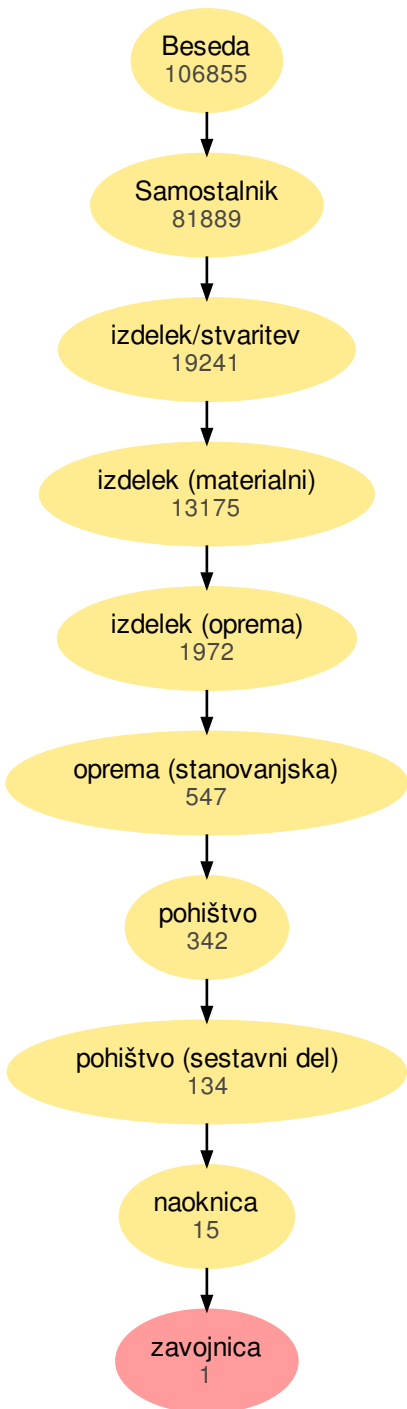 Beseda
106855
Samostalnik
81889
izdelek/stvaritev
19241
izdelek (materialni)
13175
izdelek (oprema)
1972
oprema (stanovanjska)
547
pohištvo
342
pohištvo (sestavni del)
134
naoknica
15
zavojnica
1